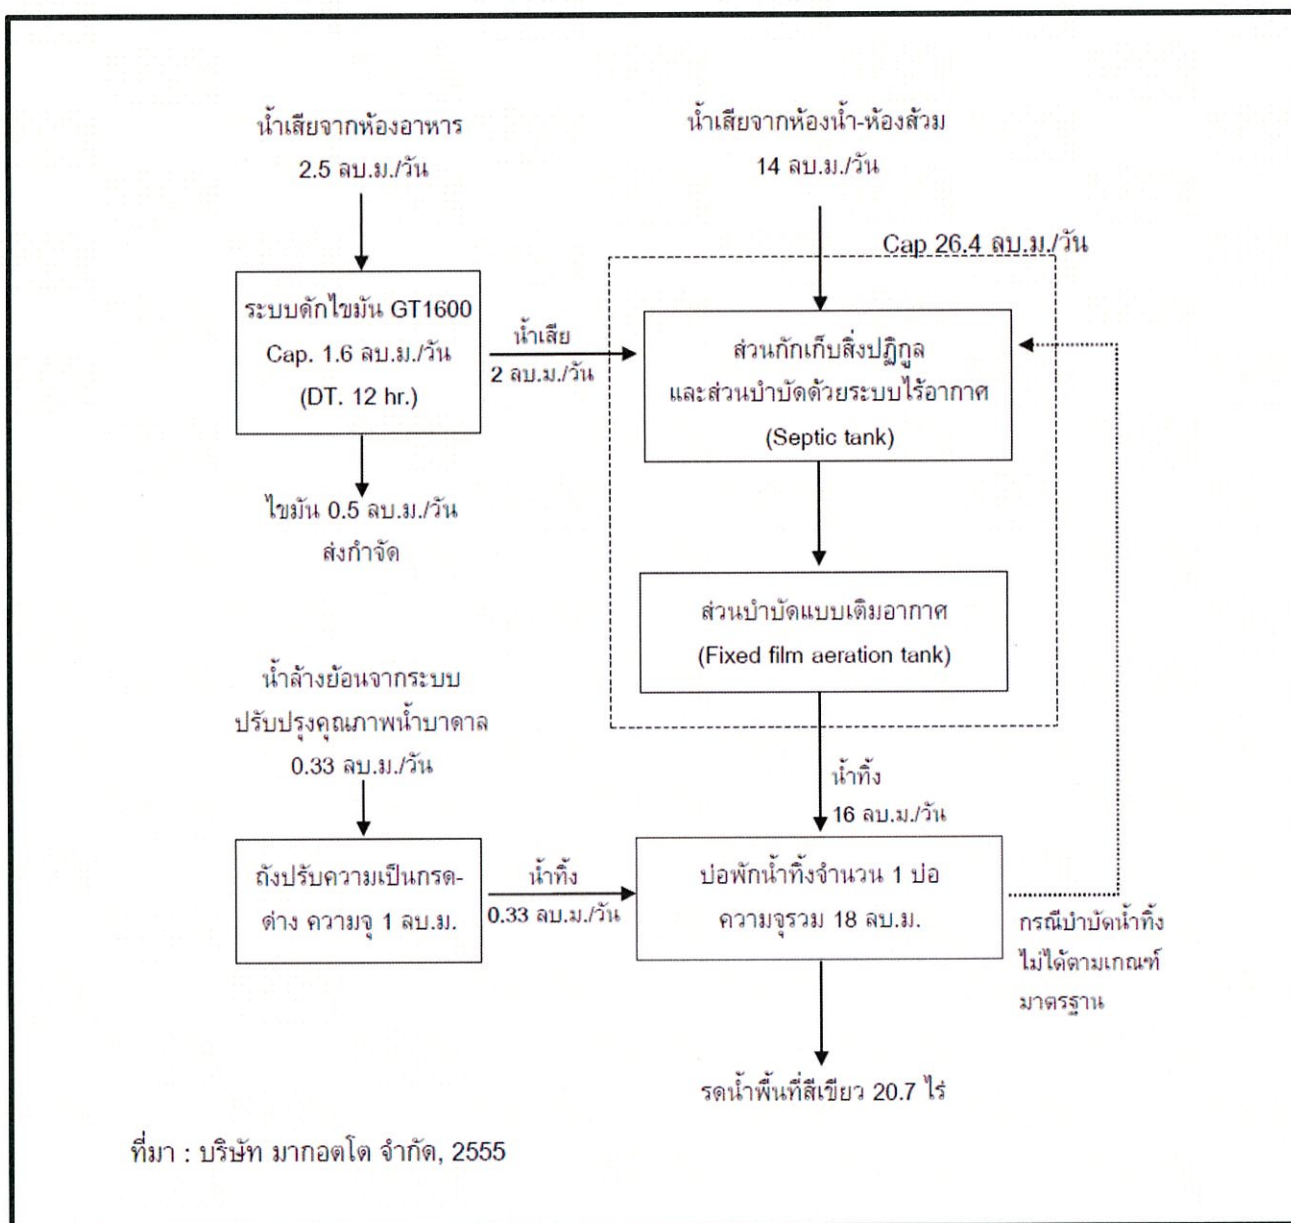 น้ำเสียจากห้องอาหาร
2.5 ลบ.ม./วัน
น้ำเสียจากห้องน้ำ-ห้องส้วม
14 ลบ.ม./วัน
Cap 26.4 ลบ.ม./วัน
ระบบดักไขมัน GT1600
Cap. 1.6 ลบ.ม./วัน
(DT. 12 hr.)
น้ำเสีย
2 ลบ.ม./วัน
ส่วนกักเก็บสิ่งปฏิกูล
และส่วนบำบัดด้วยระบบไร้อากาศ
(Septic tank)
ไขมัน 0.5 ลบ.ม./วัน
ส่งกำจัด
ส่วนบำบัดแบบเติมอากาศ
(Fixed film aeration tank)
น้ำล้างย้อนจากระบบ
ปรับปรุงคุณภาพน้ำบาดาล
0.33 ลบ.ม./วัน
น้ำทิ้ง
16 ลบ.ม./วัน
ถังปรับความเป็นกรด-
ด่าง ความจุ 1 ลบ.ม.
น้ำทิ้ง
0.33 ลบ.ม./วัน
บ่อพักน้ำทิ้งจำนวน 1 บ่อ
ความจุรวม 18 ลบ.ม.
กรณีบำบัดน้ำทิ้ง
ไม่ได้ตามเกณฑ์
มาตรฐาน
รดน้ำพื้นที่สีเขียว 20.7 ไร่
ที่มา : บริษัท มากอตโต จำกัด, 2555